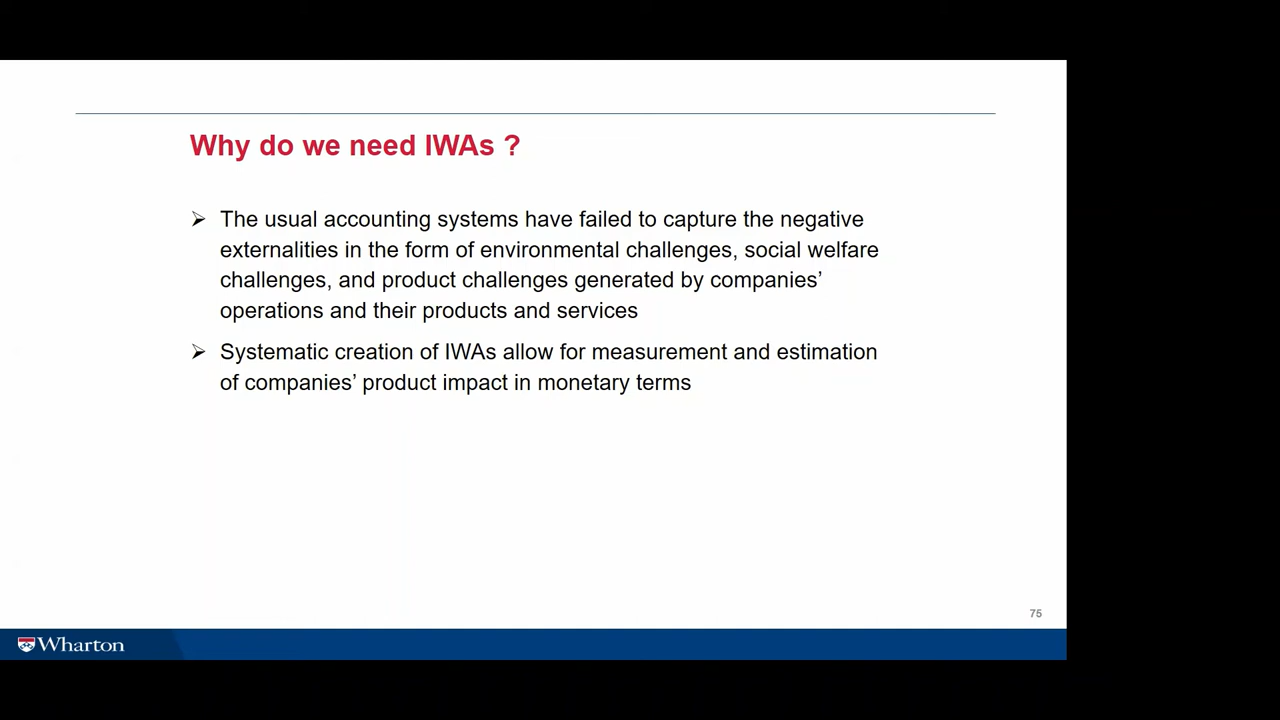 Why do we need IWAs ?
➢ The usual accounting systems have failed to capture the negative
externalities in the form of environmental challenges, social welfare
challenges, and product challenges generated by companies’
operations and their products and services
➢ Systematic creation of IWAs allow for measurement and estimation
of companies’ product impact in monetary terms
75
Wharton